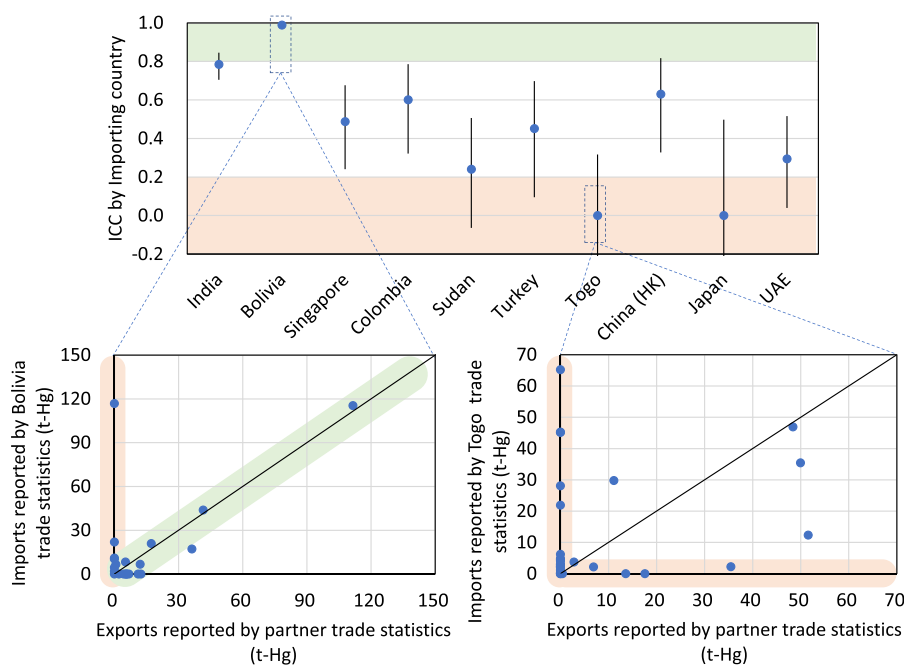 ICC by Importing country
1.0
0.8
0.6
0.4
0.2
0.0
-0.2
India
Bolivia
Singapore
Colombia
Sudan
Turkey
Togo
China (HK)
Japan
UAE
Imports reported by Bolivia
trade statistics (t-Hg)
150
120
90
60
30
0
0
30
60
90
120
150
Exports reported by partner trade statistics
(t-Hg)
Imports reported by Togo trade
statistics (t-Hg)
70
60
50
40
30
20
10
0
0
10
20
30
40
50
60
70
Exports reported by partner trade statistics
(t-Hg)